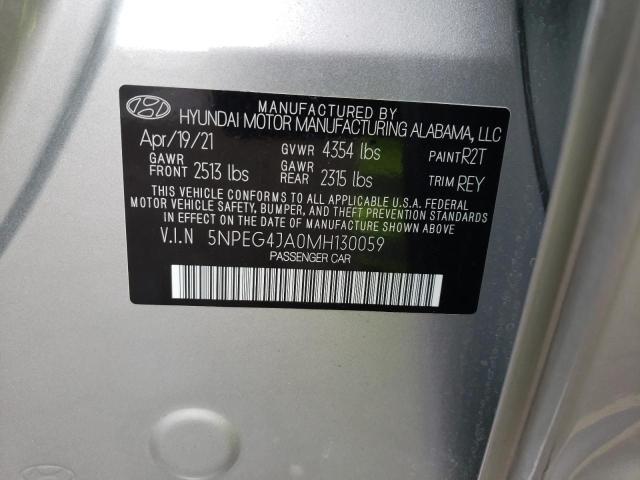 MANUFACTURED BY
HYUNDAI MOTOR MANUFACTURING ALABAMA, LLC
Apr/19/21 GVWR 4354 lbs PAINT R2T
GAWR FRONT 2513 lbs GAWR REAR 2315 lbs TRIM REY
THIS VEHICLE CONFORMS TO ALL APPLICABLE U.S.A. FEDERAL
MOTOR VEHICLE SAFETY, BUMPER, AND THEFT PREVENTION STANDARDS
IN EFFECT ON THE DATE OF MANUFACTURE SHOWN ABOVE
V.I.N 5NPEG4JA0MH130059
PASSENGER CAR